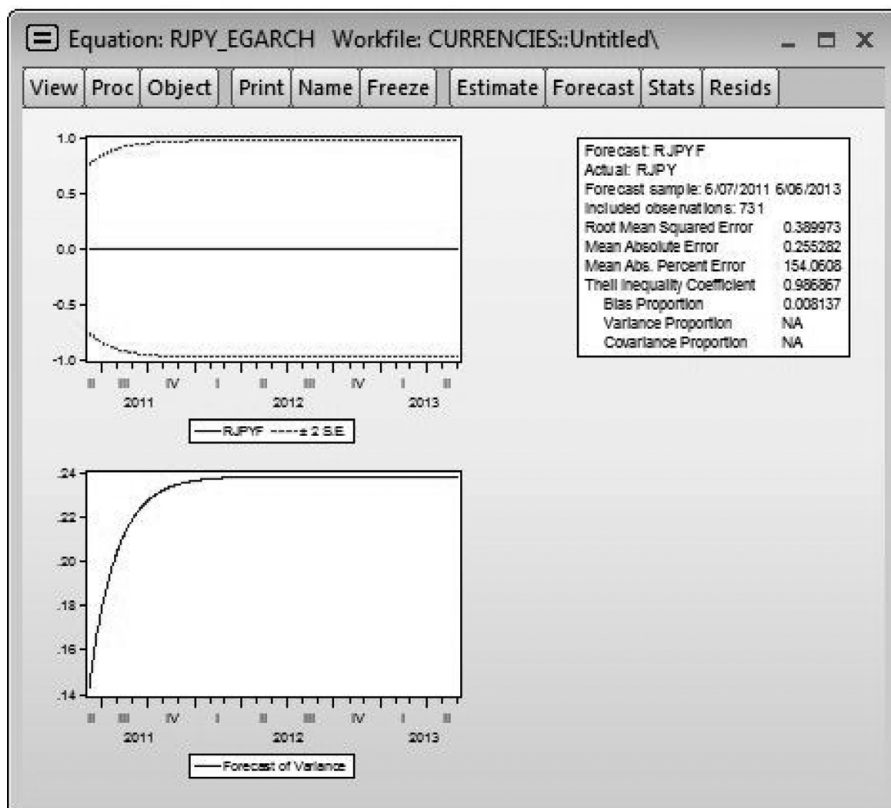 Equation: RJPY_EGARCH Workfile: CURRENCIES::Untitled\
View Proc Object Print Name Freeze Estimate Forecast Stats Resids
1.0
0.5
0.0
-0.5
-1.0
II III IV I II III IV I II
2011 2012 2013
RJPYF ± 2 S.E.
Forecast: RJPYF
Actual: RJPY
Forecast sample: 6/07/2011 6/06/2013
Included observations: 731
Root Mean Squared Error 0.389973
Mean Absolute Error 0.255282
Mean Abs. Percent Error 154.0608
Theil Inequality Coefficient 0.986867
Bias Proportion 0.008137
Variance Proportion NA
Covariance Proportion NA
.24
.22
.20
.18
.16
.14
II III IV I II III IV I II
2011 2012 2013
Forecast of Variance